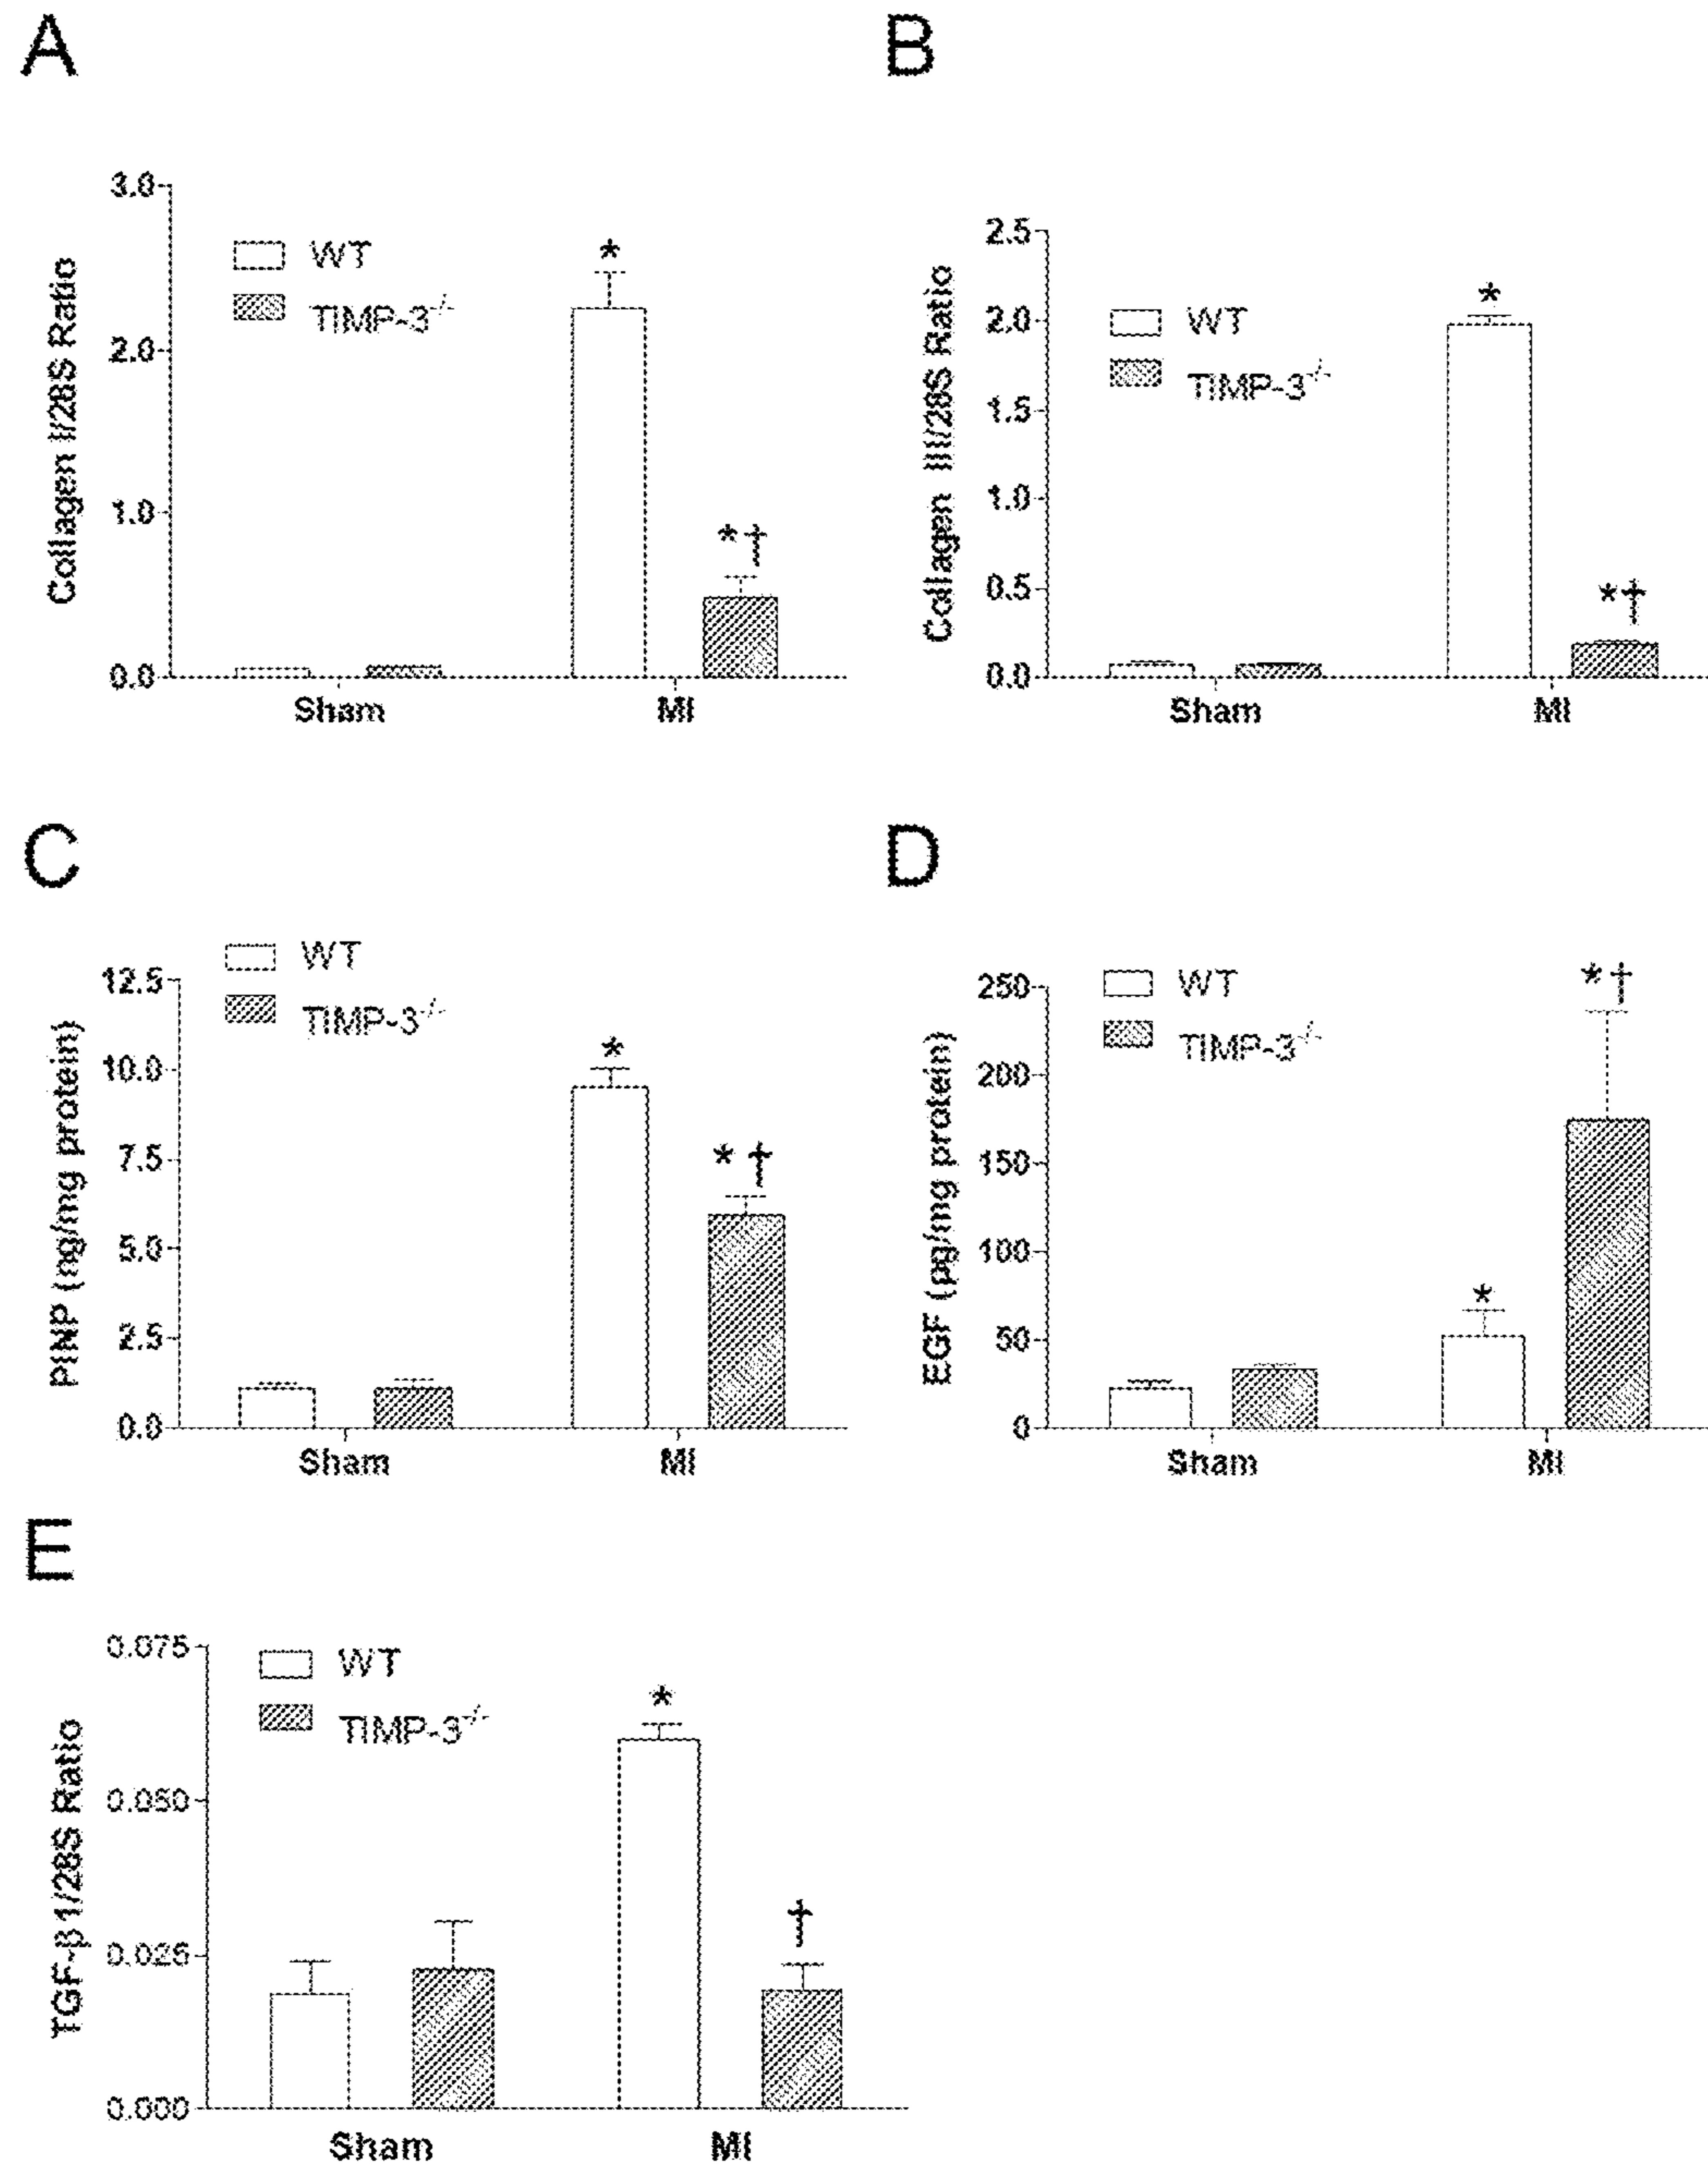 A
Collagen I/28S Ratio
3.0
2.0
1.0
0.0
WT
TIMP-3-/-
*
*†
Sham
MI
B
Collagen III/28S Ratio
2.5
2.0
1.5
1.0
0.5
0.0
WT
TIMP-3-/-
*
*†
Sham
MI
C
PINP (ng/mg protein)
12.5
10.0
7.5
5.0
2.5
0.0
WT
TIMP-3-/-
*
*†
Sham
MI
D
EGF (pg/mg protein)
250
200
150
100
50
0
WT
TIMP-3-/-
*
*†
Sham
MI
E
TGF-β1/28S Ratio
0.075
0.050
0.025
0.000
WT
TIMP-3-/-
*
†
Sham
MI